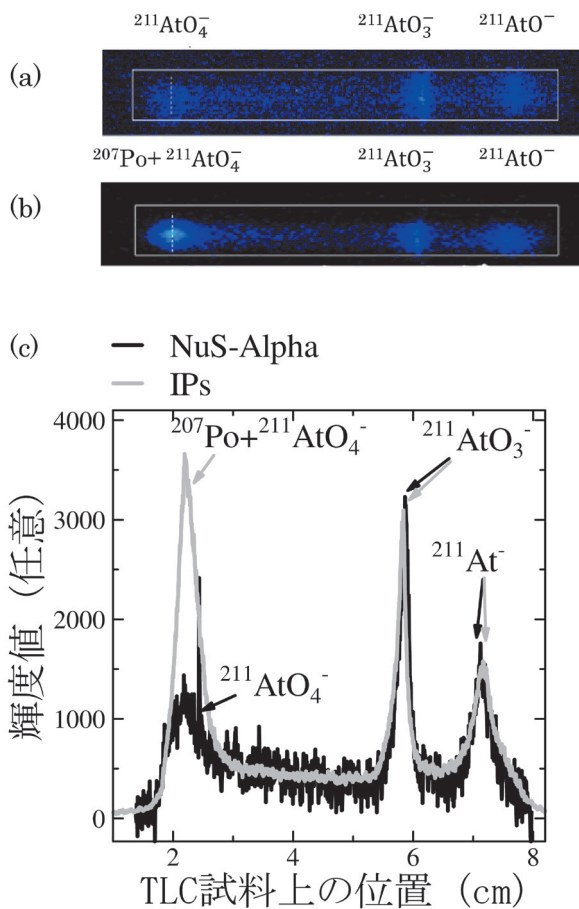 ²¹¹AtO₄⁻ ²¹¹AtO₃⁻ ²¹¹AtO⁻
(a)
²⁰⁷Po+²¹¹AtO₄⁻ ²¹¹AtO₃⁻ ²¹¹AtO⁻
(b)
(c)
NuS-Alpha
IPs
4000
²⁰⁷Po+²¹¹AtO₄⁻
²¹¹AtO₃⁻
3000
²¹¹At⁻
2000
²¹¹AtO₄⁻
1000
0
輝度値 (任意)
2 4 6 8
TLC試料上の位置 (cm)